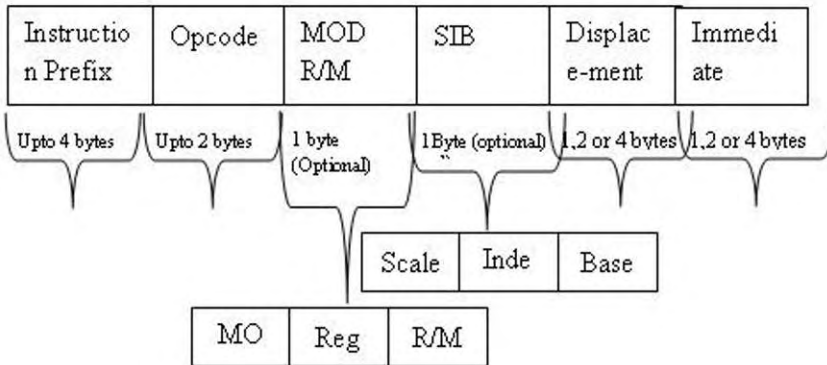 Instructio
n Prefix
Opcode
MOD
R/M
SIB
Displac
e-ment
Immedi
ate
Upto 4 bytes
Upto 2 bytes
1 byte
(Optional)
1Byte (optional)
1,2 or 4 bytes
1,2 or 4 bytes
Scale
Inde
Base
MO
Reg
R/M